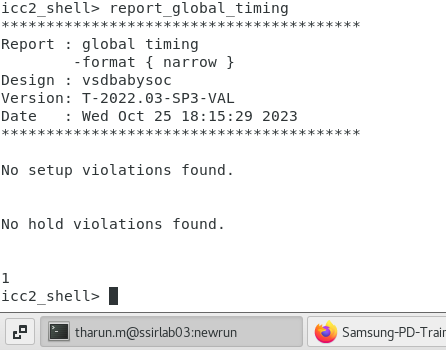 icc2_shell> report_global_timing
****************************************
Report : global timing
        -format { narrow }
Design : vsdbabysoc
Version: T-2022.03-SP3-VAL
Date   : Wed Oct 25 18:15:29 2023
****************************************
No setup violations found.
No hold violations found.
1
icc2_shell>
tharun.m@ssirlab03:newrun
Samsung-PD-Train